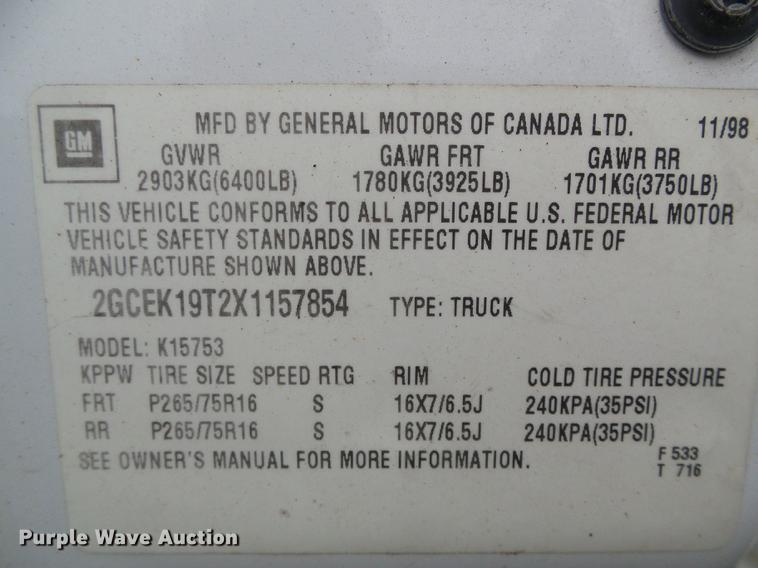 GM
MFD BY GENERAL MOTORS OF CANADA LTD. 11/98
GVWR GAWR FRT GAWR RR
2903KG(6400LB) 1780KG(3925LB) 1701KG(3750LB)
THIS VEHICLE CONFORMS TO ALL APPLICABLE U.S. FEDERAL MOTOR
VEHICLE SAFETY STANDARDS IN EFFECT ON THE DATE OF
MANUFACTURE SHOWN ABOVE.
2GCEK19T2X1157854 TYPE: TRUCK
MODEL: K15753
KPPW TIRE SIZE SPEED RTG RIM COLD TIRE PRESSURE
FRT P265/75R16 S 16X7/6.5J 240KPA(35PSI)
RR P265/75R16 S 16X7/6.5J 240KPA(35PSI)
SEE OWNER'S MANUAL FOR MORE INFORMATION. F 533
T 716
Purple Wave Auction